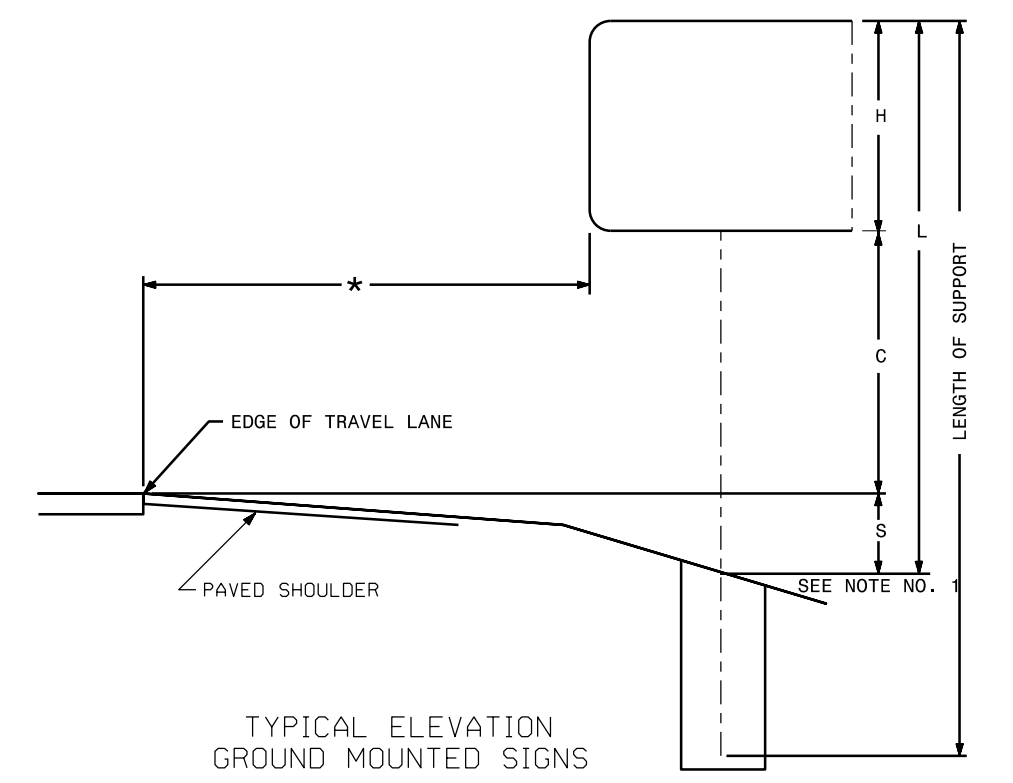 H
L
LENGTH OF SUPPORT
*
C
EDGE OF TRAVEL LANE
S
SEE NOTE NO. 1
PAVED SHOULDER
TYPICAL ELEVATION
GROUND MOUNTED SIGNS